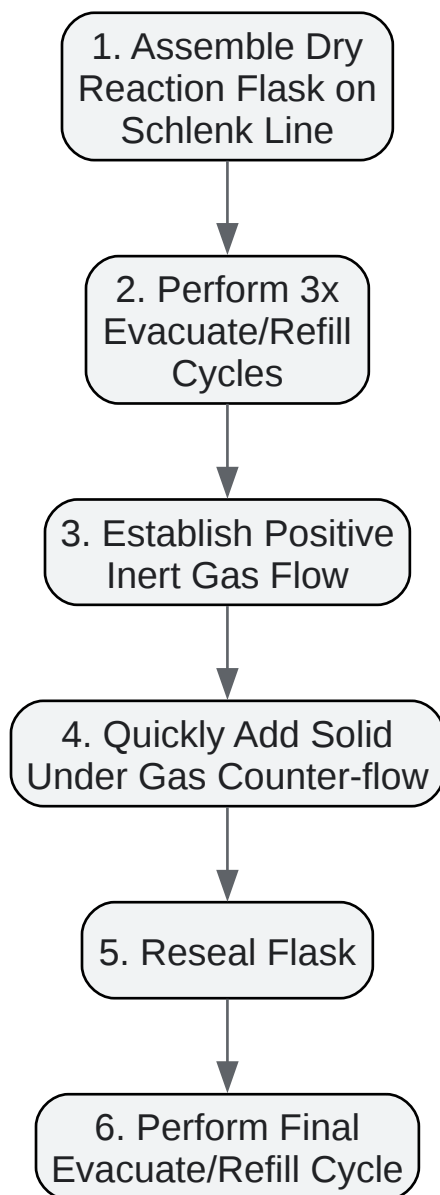 1. Assemble Dry
Reaction Flask on
Schlenk Line
2. Perform 3x
Evacuate/Refill
Cycles
3. Establish Positive
Inert Gas Flow
4. Quickly Add Solid
Under Gas Counter-flow
5. Reseal Flask
6. Perform Final
Evacuate/Refill Cycle